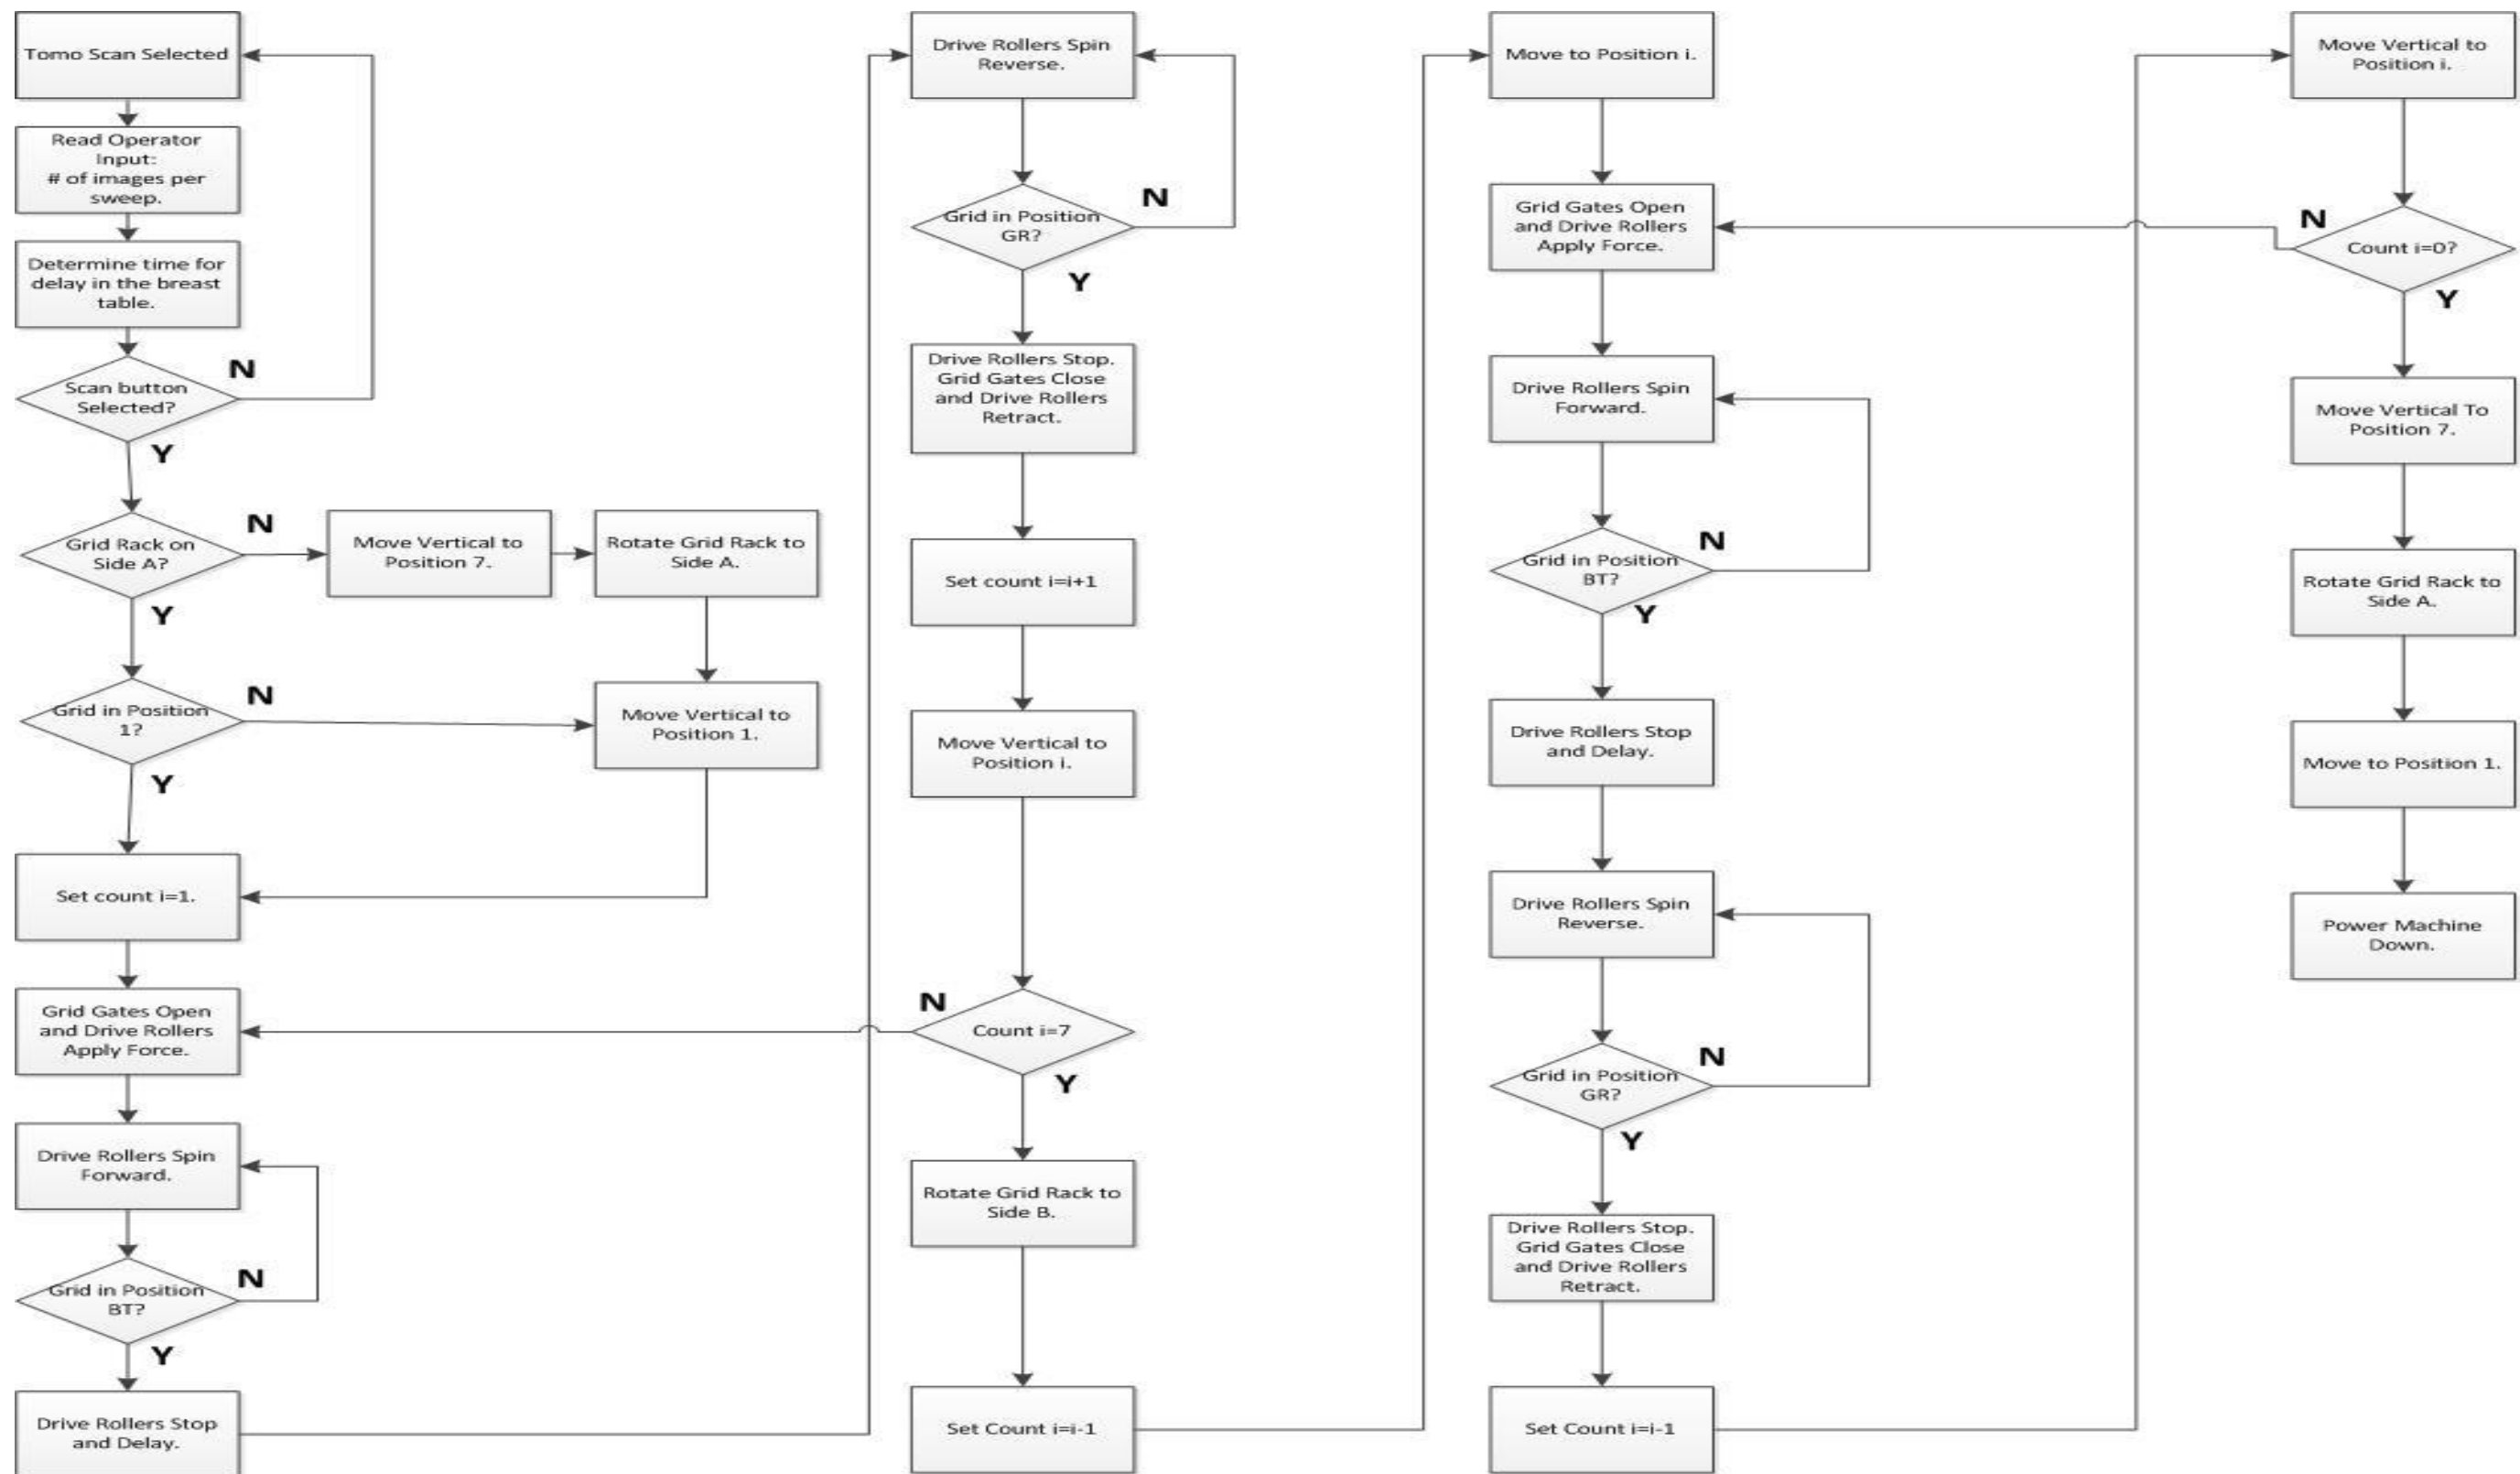 Tomo Scan Selected
Read Operator
Input:
# of images per
sweep.
Determine time for
delay in the breast
table.
Scan button
Selected?
N
Y
Grid Rack on
Side A?
N
Move Vertical to
Position 7.
Rotate Grid Rack to
Side A.
Y
Grid in Position
1?
N
Move Vertical to
Position 1.
Y
Set count i=1.
Grid Gates Open
and Drive Rollers
Apply Force.
Drive Rollers Spin
Forward.
Grid in Position
BT?
N
Y
Drive Rollers Stop
and Delay.
Drive Rollers Spin
Reverse.
Grid in Position
GR?
N
Y
Drive Rollers Stop.
Grid Gates Close
and Drive Rollers
Retract.
Set count i=i+1
Move Vertical to
Position i.
N
Count i=7
Y
Rotate Grid Rack to
Side B.
Set Count i=i-1
Move to Position i.
Grid Gates Open
and Drive Rollers
Apply Force.
Drive Rollers Spin
Forward.
Grid in Position
BT?
N
Y
Drive Rollers Stop
and Delay.
Drive Rollers Spin
Reverse.
Grid in Position
GR?
N
Y
Drive Rollers Stop.
Grid Gates Close
and Drive Rollers
Retract.
Set Count i=i-1
Move Vertical to
Position i.
N
Count i=0?
Y
Move Vertical To
Position 7.
Rotate Grid Rack to
Side A.
Move to Position 1.
Power Machine
Down.